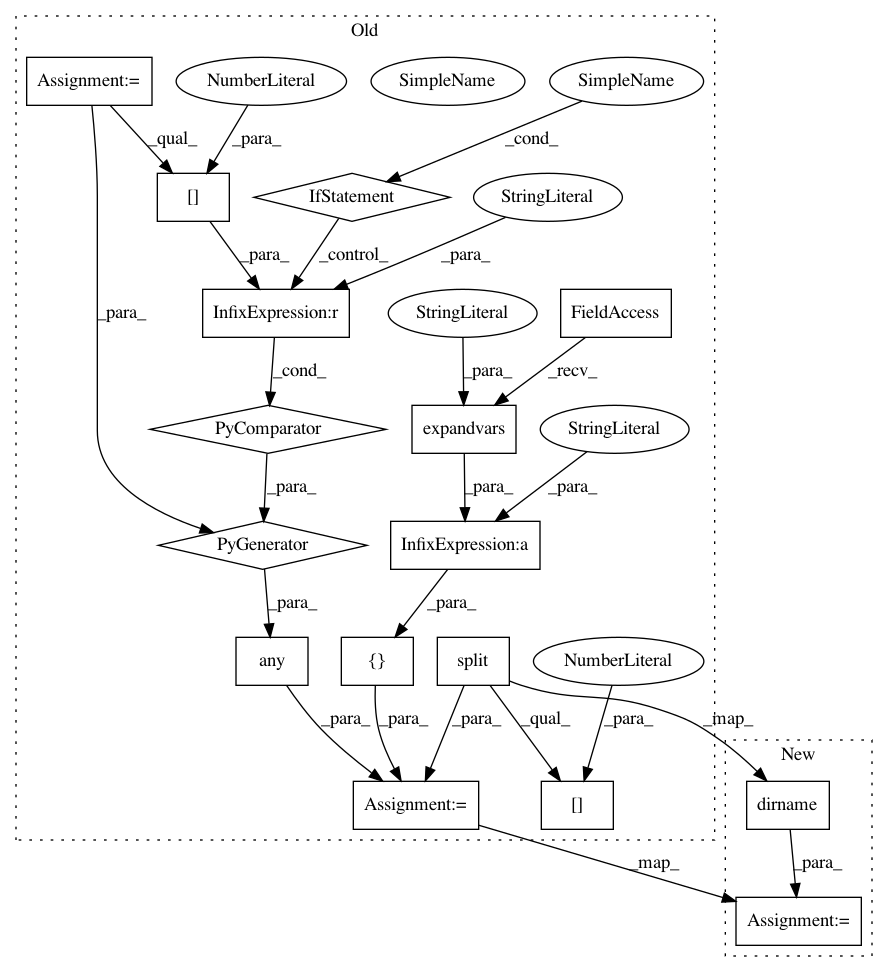 Old
Assignment:=
NumberLiteral
SimpleName
SimpleName
_qual_
_para_
_cond_
[]
IfStatement
StringLiteral
_para_
_control_
_para_
InfixExpression:r
StringLiteral
FieldAccess
_para_
_cond_
_para_
_recv_
PyComparator
expandvars
StringLiteral
_para_
_para_
_para_
PyGenerator
InfixExpression:a
_para_
_para_
any
{}
split
NumberLiteral
_para_
_para_
_para_
_qual_
_para_
_map_
New
Assignment:=
[]
dirname
_map_
_para_
Assignment:=